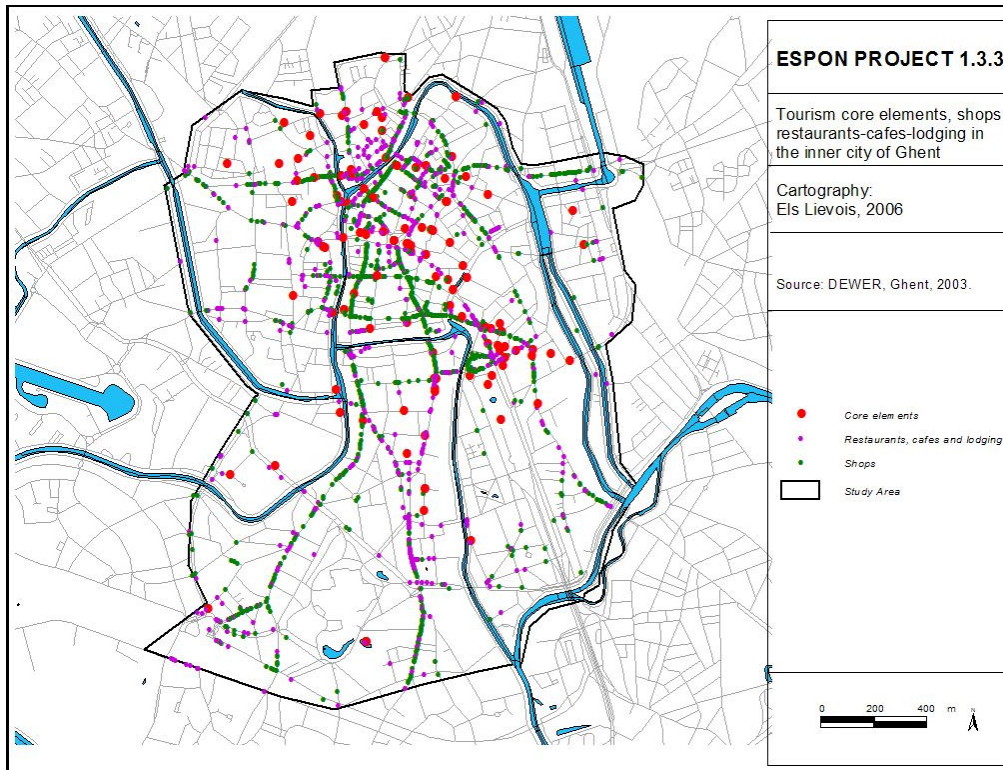 ESPON PROJECT 1.3.3
Tourism core elements, shops
restaurants-cafes-lodging in
the inner city of Ghent
Cartography:
Els Lievois, 2006
Source: DEWER, Ghent, 2003.
Core elements
Restaurants, cafes and lodging
Shops
Study Area
0 200 400 m
N